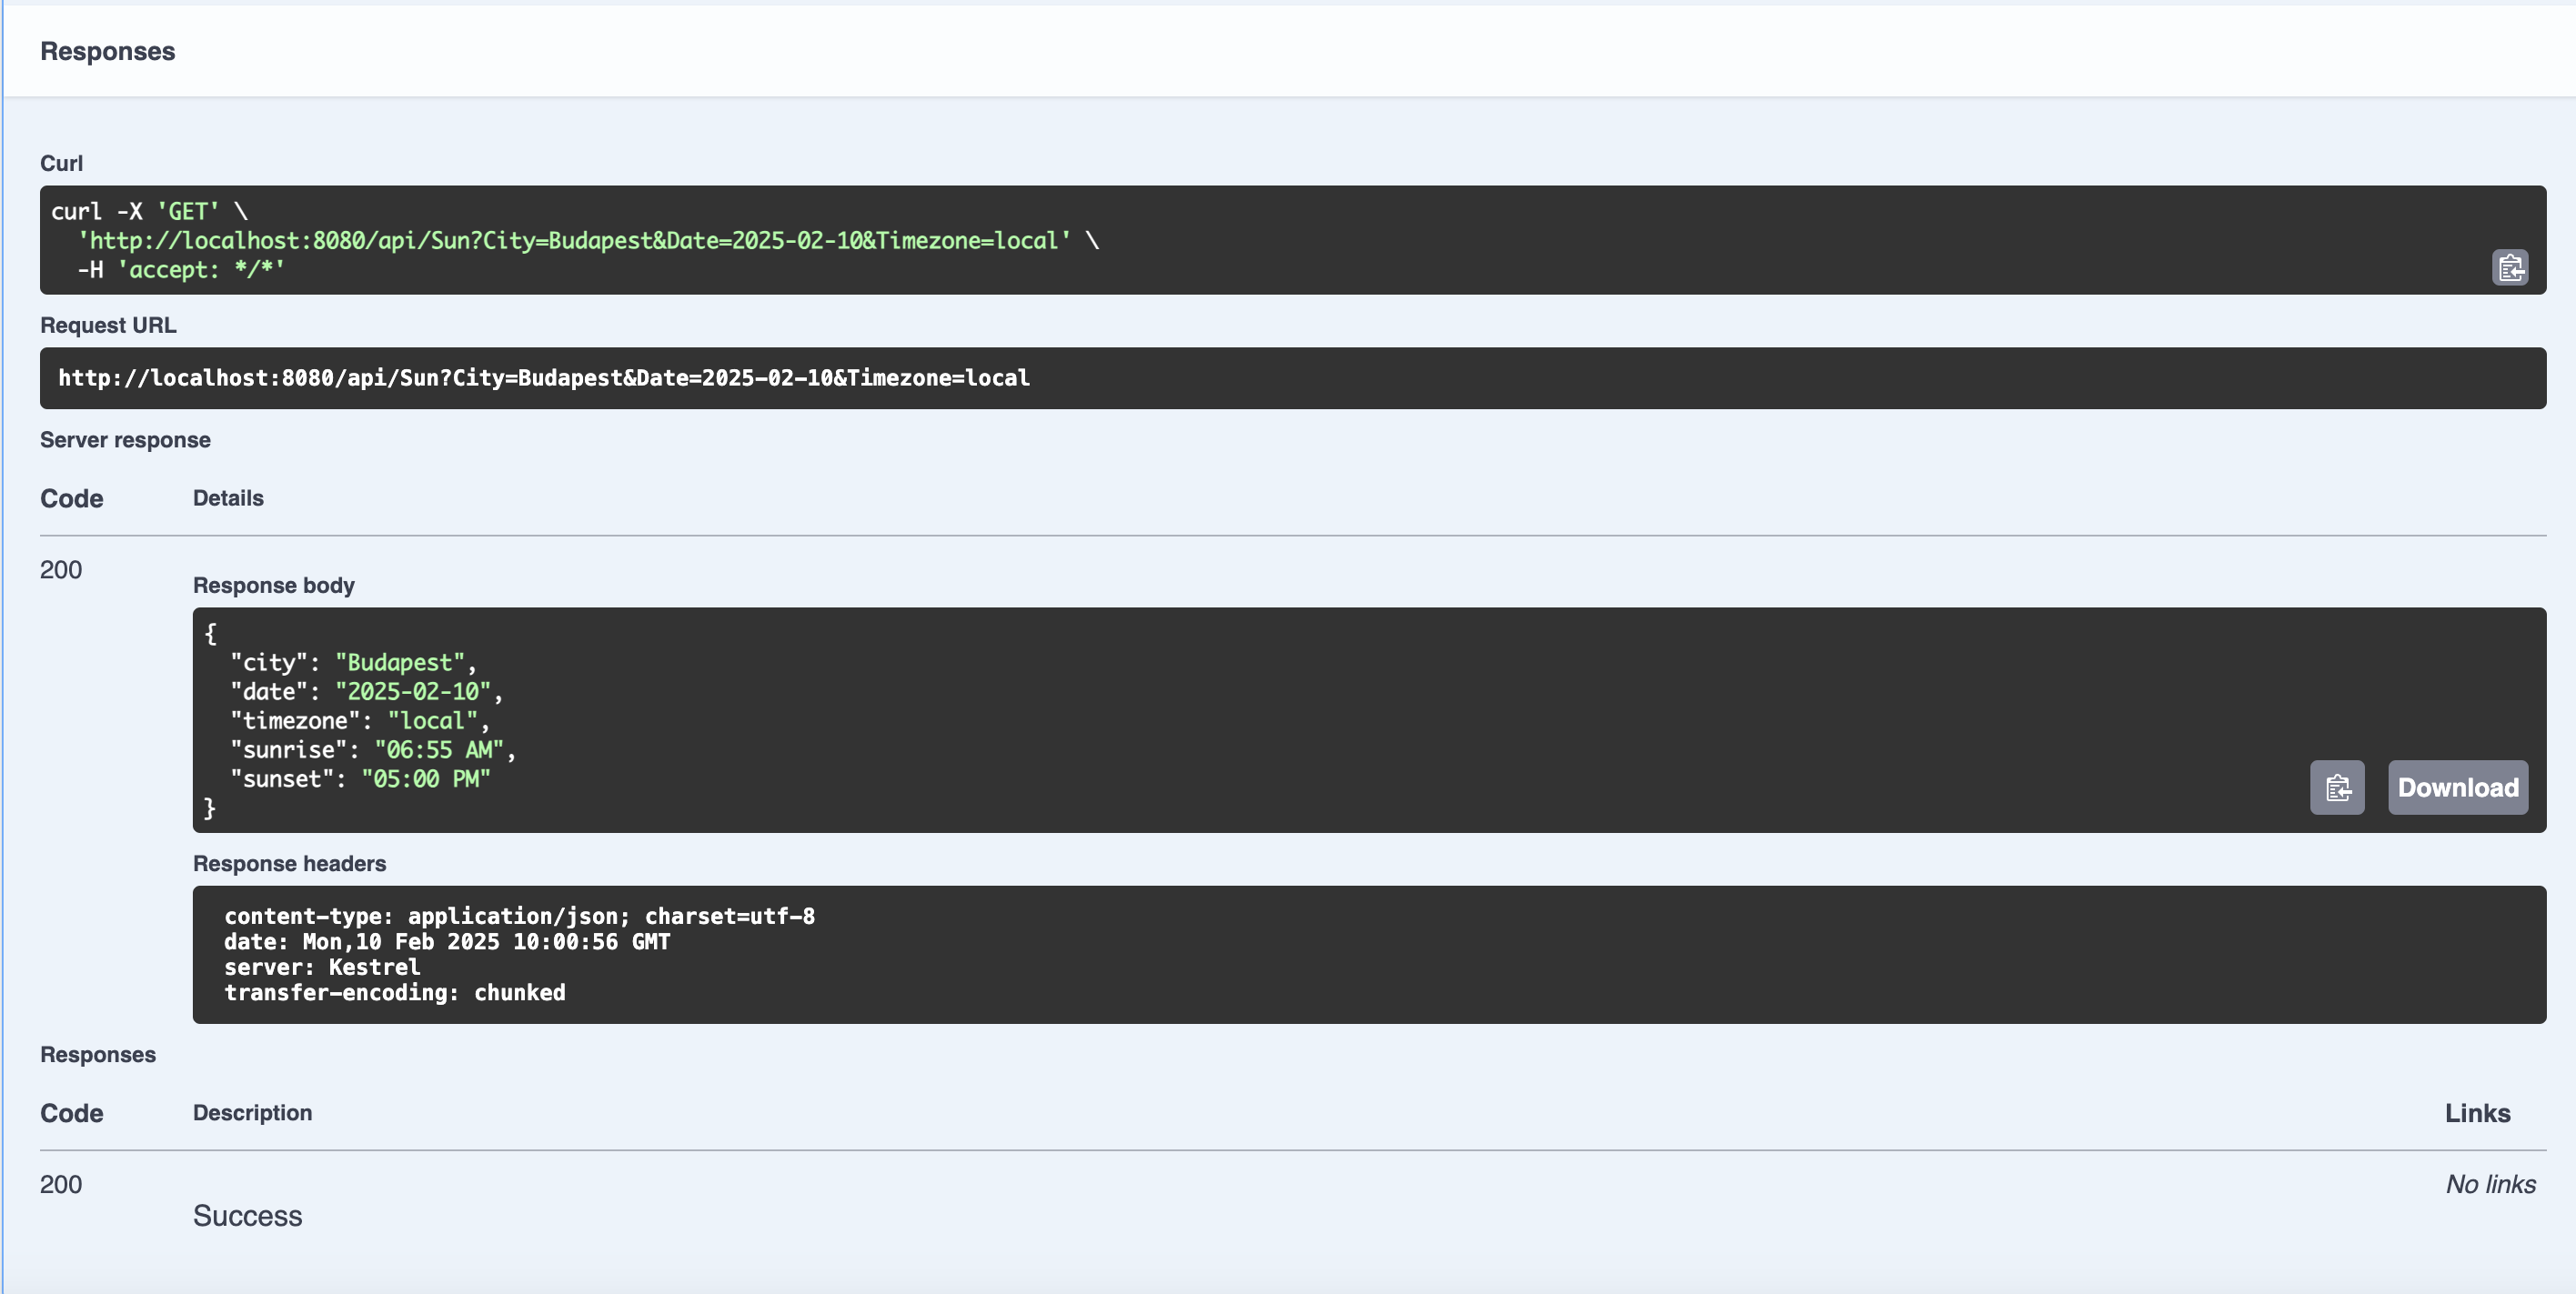 Responses
Curl
curl -X 'GET' \
  'http://localhost:8080/api/Sun?City=Budapest&Date=2025-02-10&Timezone=local' \
  -H 'accept: */*'
Request URL
http://localhost:8080/api/Sun?City=Budapest&Date=2025-02-10&Timezone=local
Server response
Code Details
200
Response body
{
  "city": "Budapest",
  "date": "2025-02-10",
  "timezone": "local",
  "sunrise": "06:55 AM",
  "sunset": "05:00 PM"
}
Download
Response headers
content-type: application/json; charset=utf-8
date: Mon,10 Feb 2025 10:00:56 GMT
server: Kestrel
transfer-encoding: chunked
Responses
Code Description Links
200 No links
Success